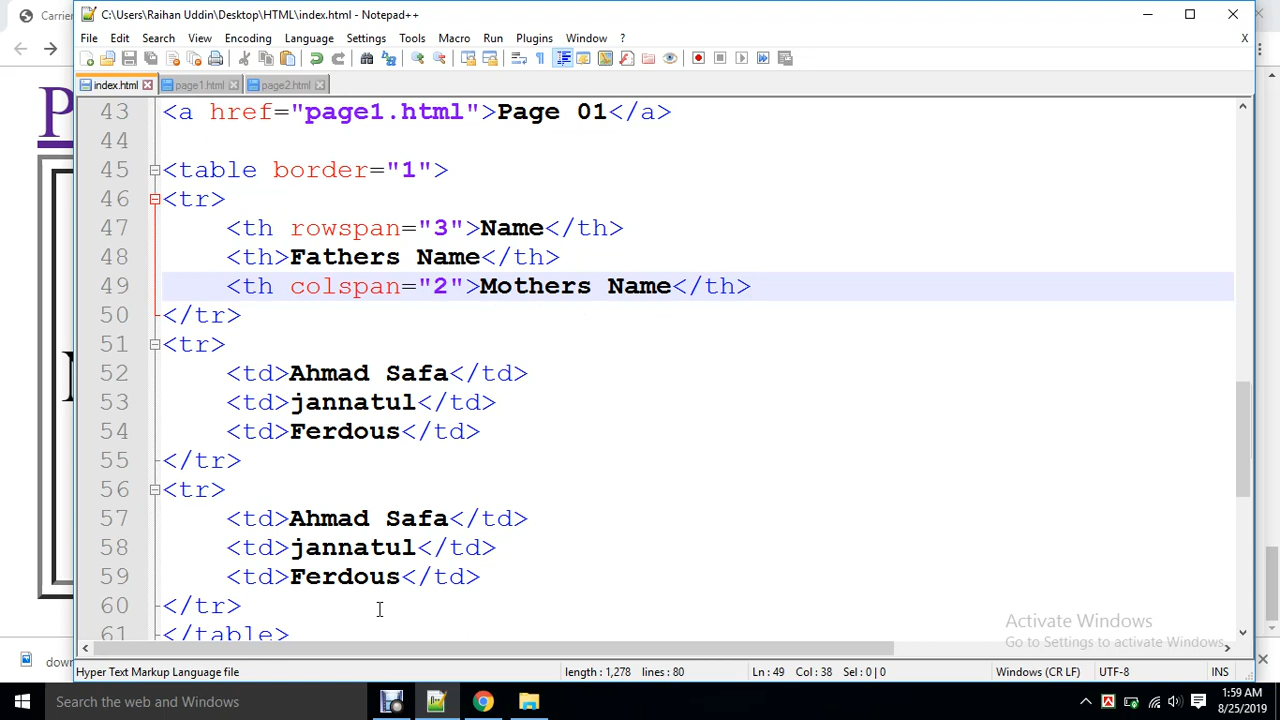 Carrier
C:\Users\Raihan Uddin\Desktop\HTML\index.html - Notepad++
File Edit Search View Encoding Language Settings Tools Macro Run Plugins Window ? X
index.html page1.html page2.html
43 <a href="page1.html">Page 01</a>
44
45 <table border="1">
46 <tr>
47 <th rowspan="3">Name</th>
48 <th>Fathers Name</th>
49 <th colspan="2">Mothers Name</th>
50 </tr>
51 <tr>
52 <td>Ahmad Safa</td>
53 <td>jannatul</td>
54 <td>Ferdous</td>
55 </tr>
56 <tr>
57 <td>Ahmad Safa</td>
58 <td>jannatul</td>
59 <td>Ferdous</td>
60 </tr>
61 </table>
P
Activate Windows
Go to Settings to activate Windows.
dow
Hyper Text Markup Language file length : 1,278 lines : 80 Ln : 49 Col : 38 Sel : 0 | 0 Windows (CR LF) UTF-8 INS
Search the web and Windows
1:59 AM
8/25/2019